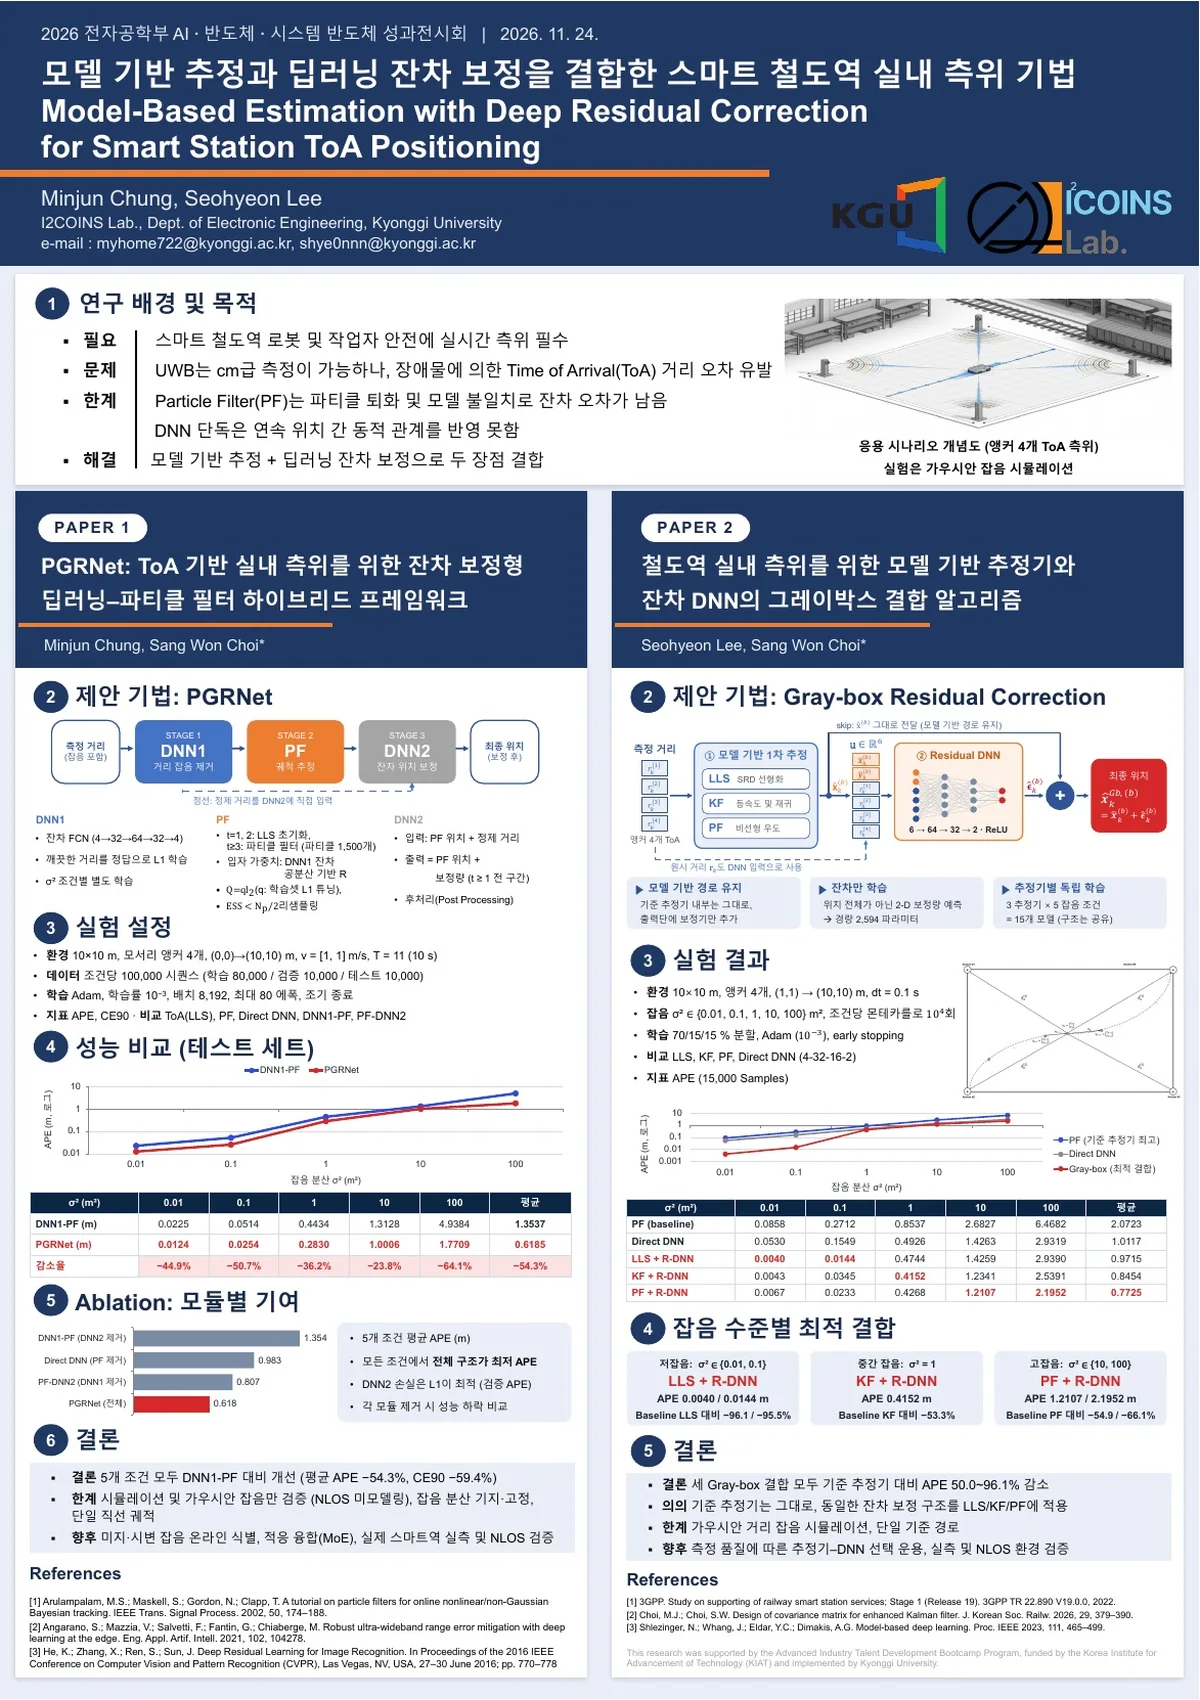 2026 전자공학부 AI · 반도체 · 시스템 반도체 성과전시회 | 2026. 11. 24.
모델 기반 추정과 딥러닝 잔차 보정을 결합한 스마트 철도역 실내 측위 기법
Model-Based Estimation with Deep Residual Correction
for Smart Station ToA Positioning
Minjun Chung, Seohyeon Lee
I2COINS Lab., Dept. of Electronic Engineering, Kyonggi University
e-mail : myhome722@kyonggi.ac.kr, shye0nnn@kyonggi.ac.kr
KGU
2
ICOINS
Lab.
1 연구 배경 및 목적
▪ 필요 스마트 철도역 로봇 및 작업자 안전에 실시간 측위 필수
▪ 문제 UWB는 cm급 측정이 가능하나, 장애물에 의한 Time of Arrival(ToA) 거리 오차 유발
▪ 한계 Particle Filter(PF)는 파티클 퇴화 및 모델 불일치로 잔차 오차가 남음
DNN 단독은 연속 위치 간 동적 관계를 반영 못함
▪ 해결 모델 기반 추정 + 딥러닝 잔차 보정으로 두 장점 결합
응용 시나리오 개념도 (앵커 4개 ToA 측위)
실험은 가우시안 잡음 시뮬레이션
PAPER 1
PGRNet: ToA 기반 실내 측위를 위한 잔차 보정형
딥러닝–파티클 필터 하이브리드 프레임워크
Minjun Chung, Sang Won Choi*
2 제안 기법: PGRNet
측정 거리
(잡음 포함)
STAGE 1
DNN1
거리 잡음 제거
STAGE 2
PF
궤적 추정
STAGE 3
DNN2
잔차 위치 보정
최종 위치
(보정 후)
점선: 정제 거리를 DNN2에 직접 입력
DNN1
• 잔차 FCN (4→32→64→32→4)
• 깨끗한 거리를 정답으로 L1 학습
• σ² 조건별 별도 학습
PF
• t=1, 2: LLS 초기화,
t≥3: 파티클 필터 (파티클 1,500개)
• 입자 가중치: DNN1 잔차
공분산 기반 R
• Q=qI₂(q: 학습셋 L1 튜닝),
• ESS < Nₚ/2리샘플링
DNN2
• 입력: PF 위치 + 정제 거리
• 출력 = PF 위치 +
보정량 (t ≥ 1 전 구간)
• 후처리(Post Processing)
3 실험 설정
• 환경 10×10 m, 모서리 앵커 4개, (0,0)→(10,10) m, v = [1, 1] m/s, T = 11 (10 s)
• 데이터 조건당 100,000 시퀀스 (학습 80,000 / 검증 10,000 / 테스트 10,000)
• 학습 Adam, 학습률 10⁻³, 배치 8,192, 최대 80 에폭, 조기 종료
• 지표 APE, CE90 · 비교 ToA(LLS), PF, Direct DNN, DNN1-PF, PF-DNN2
4 성능 비교 (테스트 세트)
DNN1-PF PGRNet
APE (m, 로그)
10
1
0.1
0.01
0.01 0.1 1 10 100
잡음 분산 σ² (m²)
σ² (m²) 0.01 0.1 1 10 100 평균
DNN1-PF (m) 0.0225 0.0514 0.4434 1.3128 4.9384 1.3537
PGRNet (m) 0.0124 0.0254 0.2830 1.0006 1.7709 0.6185
감소율 −44.9% −50.7% −36.2% −23.8% −64.1% −54.3%
5 Ablation: 모듈별 기여
DNN1-PF (DNN2 제거) 1.354
Direct DNN (PF 제거) 0.983
PF-DNN2 (DNN1 제거) 0.807
PGRNet (전체) 0.618
• 5개 조건 평균 APE (m)
• 모든 조건에서 전체 구조가 최저 APE
• DNN2 손실은 L1이 최적 (검증 APE)
• 각 모듈 제거 시 성능 하락 비교
6 결론
▪ 결론 5개 조건 모두 DNN1-PF 대비 개선 (평균 APE −54.3%, CE90 −59.4%)
▪ 한계 시뮬레이션 및 가우시안 잡음만 검증 (NLOS 미모델링), 잡음 분산 기지·고정,
단일 직선 궤적
▪ 향후 미지·시변 잡음 온라인 식별, 적응 융합(MoE), 실제 스마트역 실측 및 NLOS 검증
References
[1] Arulampalam, M.S.; Maskell, S.; Gordon, N.; Clapp, T. A tutorial on particle filters for online nonlinear/non-Gaussian
Bayesian tracking. IEEE Trans. Signal Process. 2002, 50, 174–188.
[2] Angarano, S.; Mazzia, V.; Salvetti, F.; Fantin, G.; Chiaberge, M. Robust ultra-wideband range error mitigation with deep
learning at the edge. Eng. Appl. Artif. Intell. 2021, 102, 104278.
[3] He, K.; Zhang, X.; Ren, S.; Sun, J. Deep Residual Learning for Image Recognition. In Proceedings of the 2016 IEEE
Conference on Computer Vision and Pattern Recognition (CVPR), Las Vegas, NV, USA, 27–30 June 2016; pp. 770–778
PAPER 2
철도역 실내 측위를 위한 모델 기반 추정기와
잔차 DNN의 그레이박스 결합 알고리즘
Seohyeon Lee, Sang Won Choi*
2 제안 기법: Gray-box Residual Correction
skip: x̂⁽ᵇ⁾ 그대로 전달 (모델 기반 경로 유지)
측정 거리
앵커 4개 ToA
① 모델 기반 1차 추정
LLS SRD 선형화
KF 등속도 및 재귀
PF 비선형 우도
u ∈ ℝ⁶
② Residual DNN
6 → 64 → 32 → 2 · ReLU
+
최종 위치
원시 거리 rₖ도 DNN 입력으로 사용
▶ 모델 기반 경로 유지
기준 추정기 내부는 그대로,
출력단에 보정기만 추가
▶ 잔차만 학습
위치 전체가 아닌 2-D 보정량 예측
→ 경량 2,594 파라미터
▶ 추정기별 독립 학습
3 추정기 × 5 잡음 조건
= 15개 모델 (구조는 공유)
3 실험 결과
• 환경 10×10 m, 앵커 4개, (1,1) → (10,10) m, dt = 0.1 s
• 잡음 σ² ∈ {0.01, 0.1, 1, 10, 100} m², 조건당 몬테카를로 10⁴회
• 학습 70/15/15 % 분할, Adam (10⁻³), early stopping
• 비교 LLS, KF, PF, Direct DNN (4-32-16-2)
• 지표 APE (15,000 Samples)
APE (m, 로그)
10
1
0.1
0.01
0.001
0.01 0.1 1 10 100
잡음 분산 σ² (m²)
PF (기준 추정기 최고)
Direct DNN
Gray-box (최적 결합)
σ² (m²) 0.01 0.1 1 10 100 평균
PF (baseline) 0.0858 0.2712 0.8537 2.6827 6.4682 2.0723
Direct DNN 0.0530 0.1549 0.4926 1.4263 2.9319 1.0117
LLS + R-DNN 0.0040 0.0144 0.4744 1.4259 2.9390 0.9715
KF + R-DNN 0.0043 0.0345 0.4152 1.2341 2.5391 0.8454
PF + R-DNN 0.0067 0.0233 0.4268 1.2107 2.1952 0.7725
4 잡음 수준별 최적 결합
저잡음: σ² ∈ {0.01, 0.1}
LLS + R-DNN
APE 0.0040 / 0.0144 m
Baseline LLS 대비 −96.1 / −95.5%
중간 잡음: σ² = 1
KF + R-DNN
APE 0.4152 m
Baseline KF 대비 −53.3%
고잡음: σ² ∈ {10, 100}
PF + R-DNN
APE 1.2107 / 2.1952 m
Baseline PF 대비 −54.9 / −66.1%
5 결론
▪ 결론 세 Gray-box 결합 모두 기준 추정기 대비 APE 50.0~96.1% 감소
▪ 의의 기준 추정기는 그대로, 동일한 잔차 보정 구조를 LLS/KF/PF에 적용
▪ 한계 가우시안 거리 잡음 시뮬레이션, 단일 기준 경로
▪ 향후 측정 품질에 따른 추정기–DNN 선택 운용, 실측 및 NLOS 환경 검증
References
[1] 3GPP. Study on supporting of railway smart station services; Stage 1 (Release 19). 3GPP TR 22.890 V19.0.0, 2022.
[2] Choi, M.J.; Choi, S.W. Design of covariance matrix for enhanced Kalman filter. J. Korean Soc. Railw. 2026, 29, 379–390.
[3] Shlezinger, N.; Whang, J.; Eldar, Y.C.; Dimakis, A.G. Model-based deep learning. Proc. IEEE 2023, 111, 465–499.
This research was supported by the Advanced Industry Talent Development Bootcamp Program, funded by the Korea Institute for
Advancement of Technology (KIAT) and implemented by Kyonggi University.